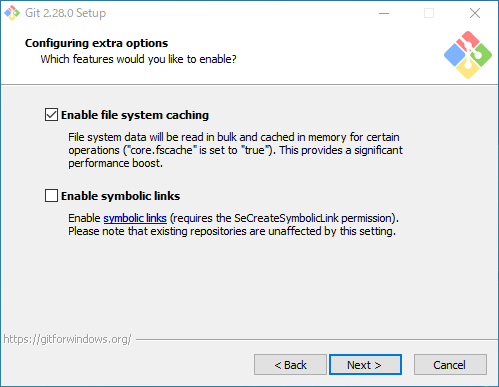 Git 2.28.0 Setup
Configuring extra options
Which features would you like to enable?
Enable file system caching
File system data will be read in bulk and cached in memory for certain
operations ("core.fscache" is set to "true"). This provides a significant
performance boost.
Enable symbolic links
Enable symbolic links (requires the SeCreateSymbolicLink permission).
Please note that existing repositories are unaffected by this setting.
https://gitforwindows.org/
< Back
Next >
Cancel